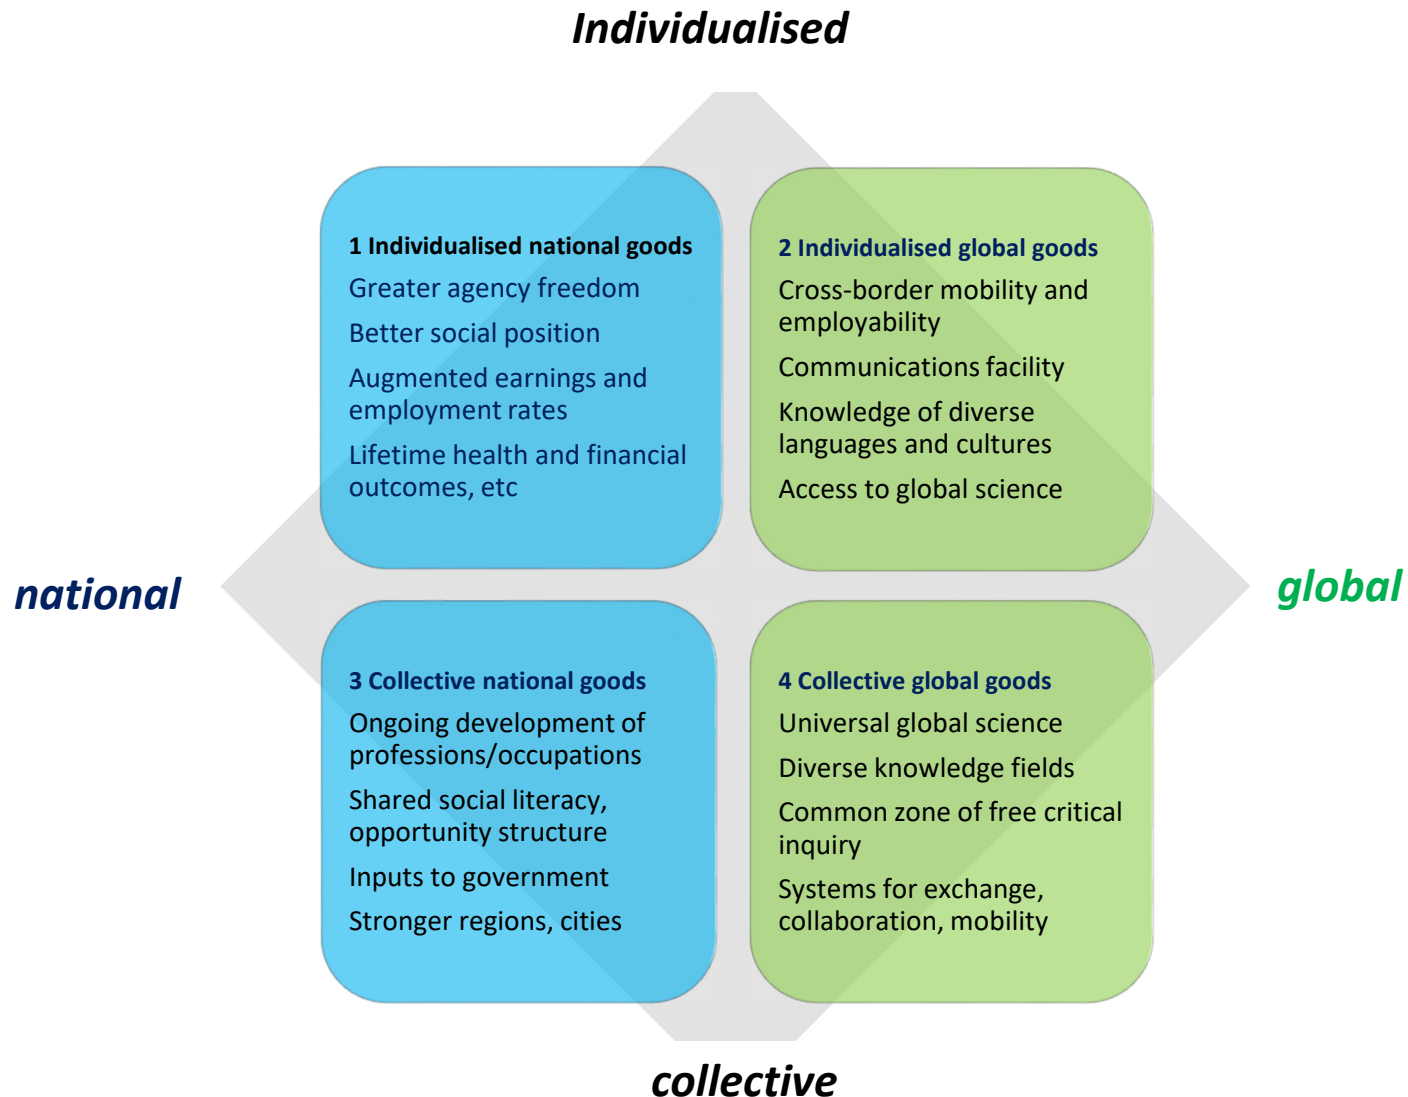 Individualised
1 Individualised national goods
Greater agency freedom
Better social position
Augmented earnings and
employment rates
Lifetime health and financial
outcomes, etc
2 Individualised global goods
Cross-border mobility and
employability
Communications facility
Knowledge of diverse
languages and cultures
Access to global science
national
global
3 Collective national goods
Ongoing development of
professions/occupations
Shared social literacy,
opportunity structure
Inputs to government
Stronger regions, cities
4 Collective global goods
Universal global science
Diverse knowledge fields
Common zone of free critical
inquiry
Systems for exchange,
collaboration, mobility
collective